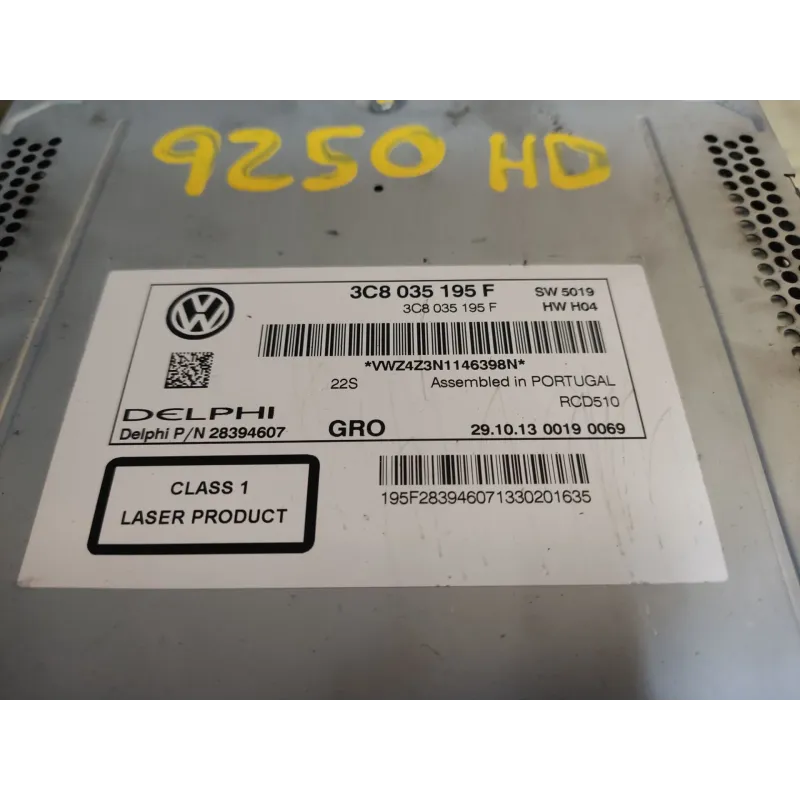 9250 HD
3C8 035 195 F SW 5019
3C8 035 195 F HW H04
*VWZ4Z3N1146398N*
22S Assembled in PORTUGAL
RCD510
DELPHI
Delphi P/N 28394607 GRO 29.10.13 0019 0069
CLASS 1
LASER PRODUCT
195F283946071330201635